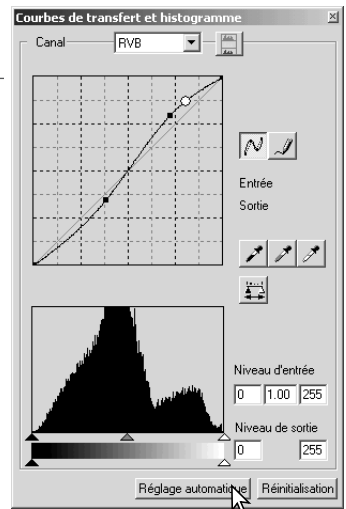 Courbes de transfert et histogramme
Canal RVB
Entrée
Sortie
Niveau d'entrée
0 1.00 255
Niveau de sortie
0 255
Réglage automatique Réinitialisation